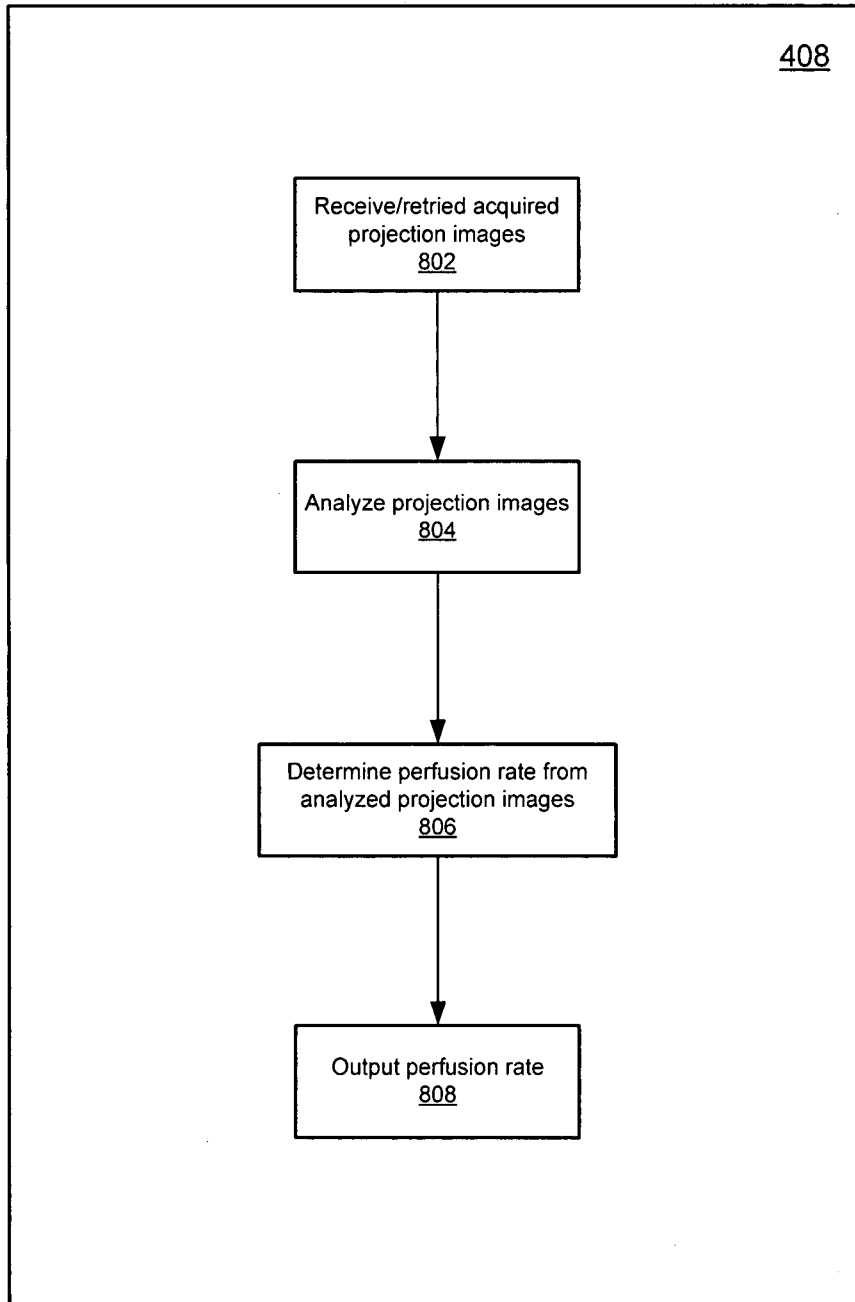 408
Receive/retried acquired
projection images
802
Analyze projection images
804
Determine perfusion rate from
analyzed projection images
806
Output perfusion rate
808